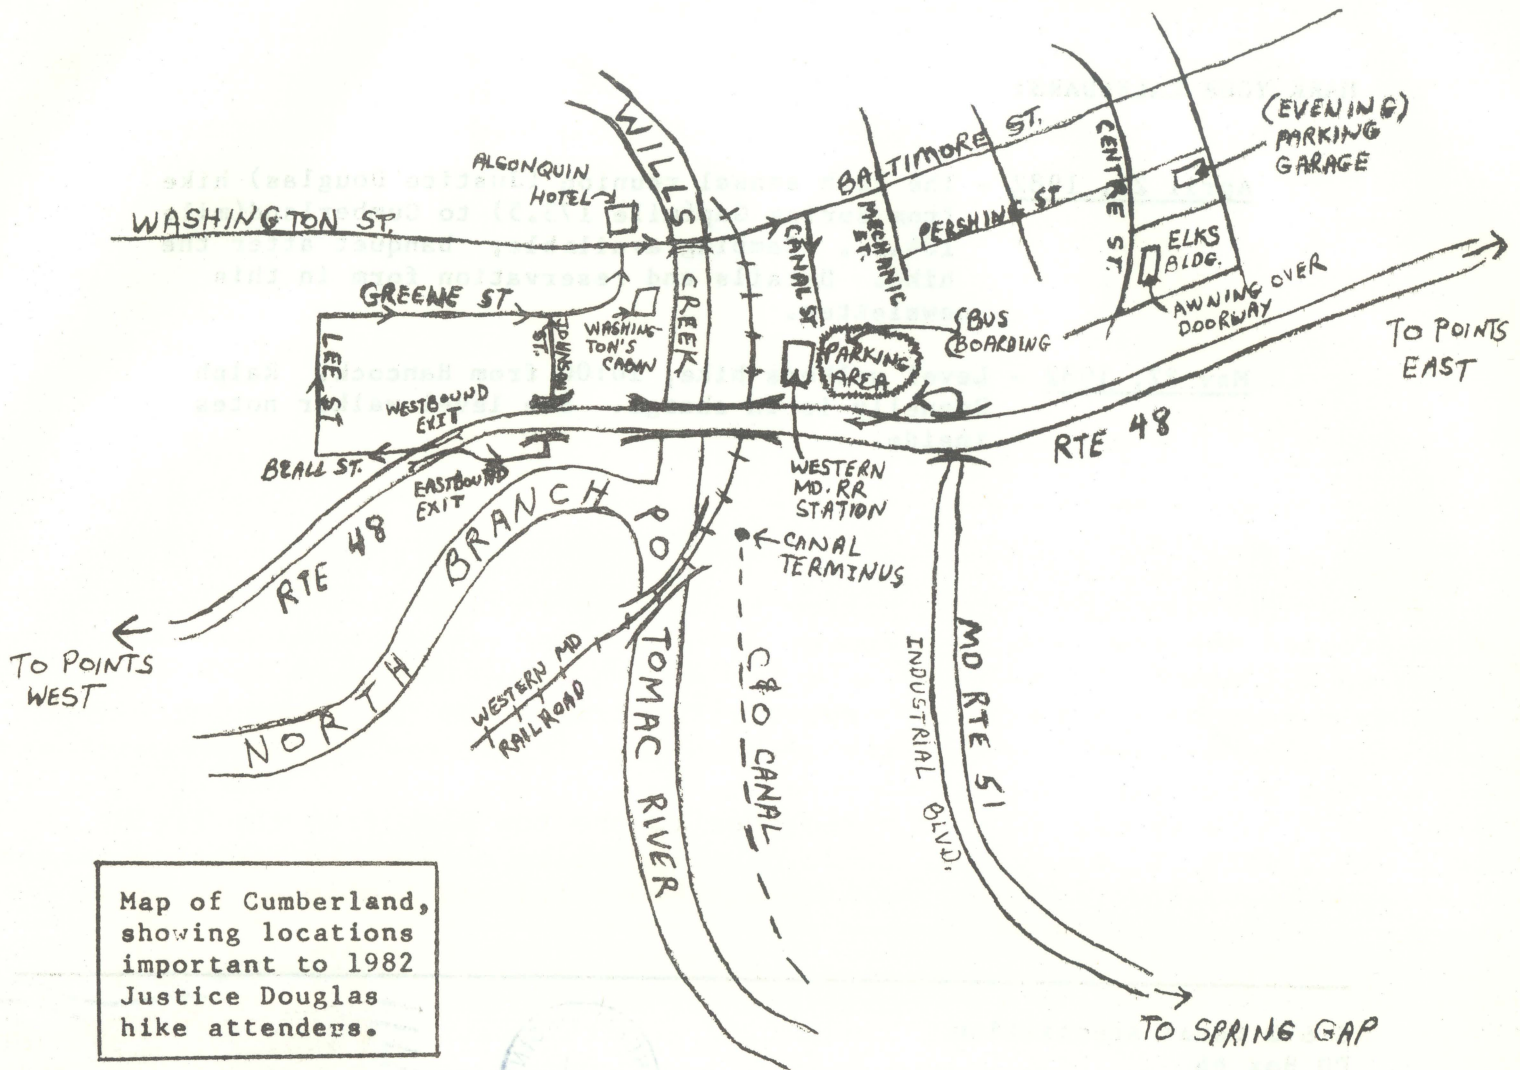 WILLS CREEK
ALGONQUIN
HOTEL
WASHINGTON ST.
BALTIMORE ST.
CENTRE ST.
(EVENING)
PARKING
GARAGE
MECHANIC
ST.
PERSHING ST.
CANAL ST
ELKS
BLDG.
AWNING OVER
DOORWAY
GREENE ST
JOHNSON
ST.
WASHING-
TON'S
CABIN
LEE ST
WESTBOUND
EXIT
BEALL ST.
EASTBOUND
EXIT
PARKING
AREA
BUS
BOARDING
TO POINTS
EAST
RTE 48
WESTERN
MD. RR
STATION
CANAL
TERMINUS
RTE 48
TO POINTS
WEST
NORTH BRANCH POTOMAC RIVER
WESTERN MD
RAILROAD
C&O CANAL
MD RTE 51
INDUSTRIAL BLVD.
TO SPRING GAP
Map of Cumberland,
showing locations
important to 1982
Justice Douglas
hike attenders.